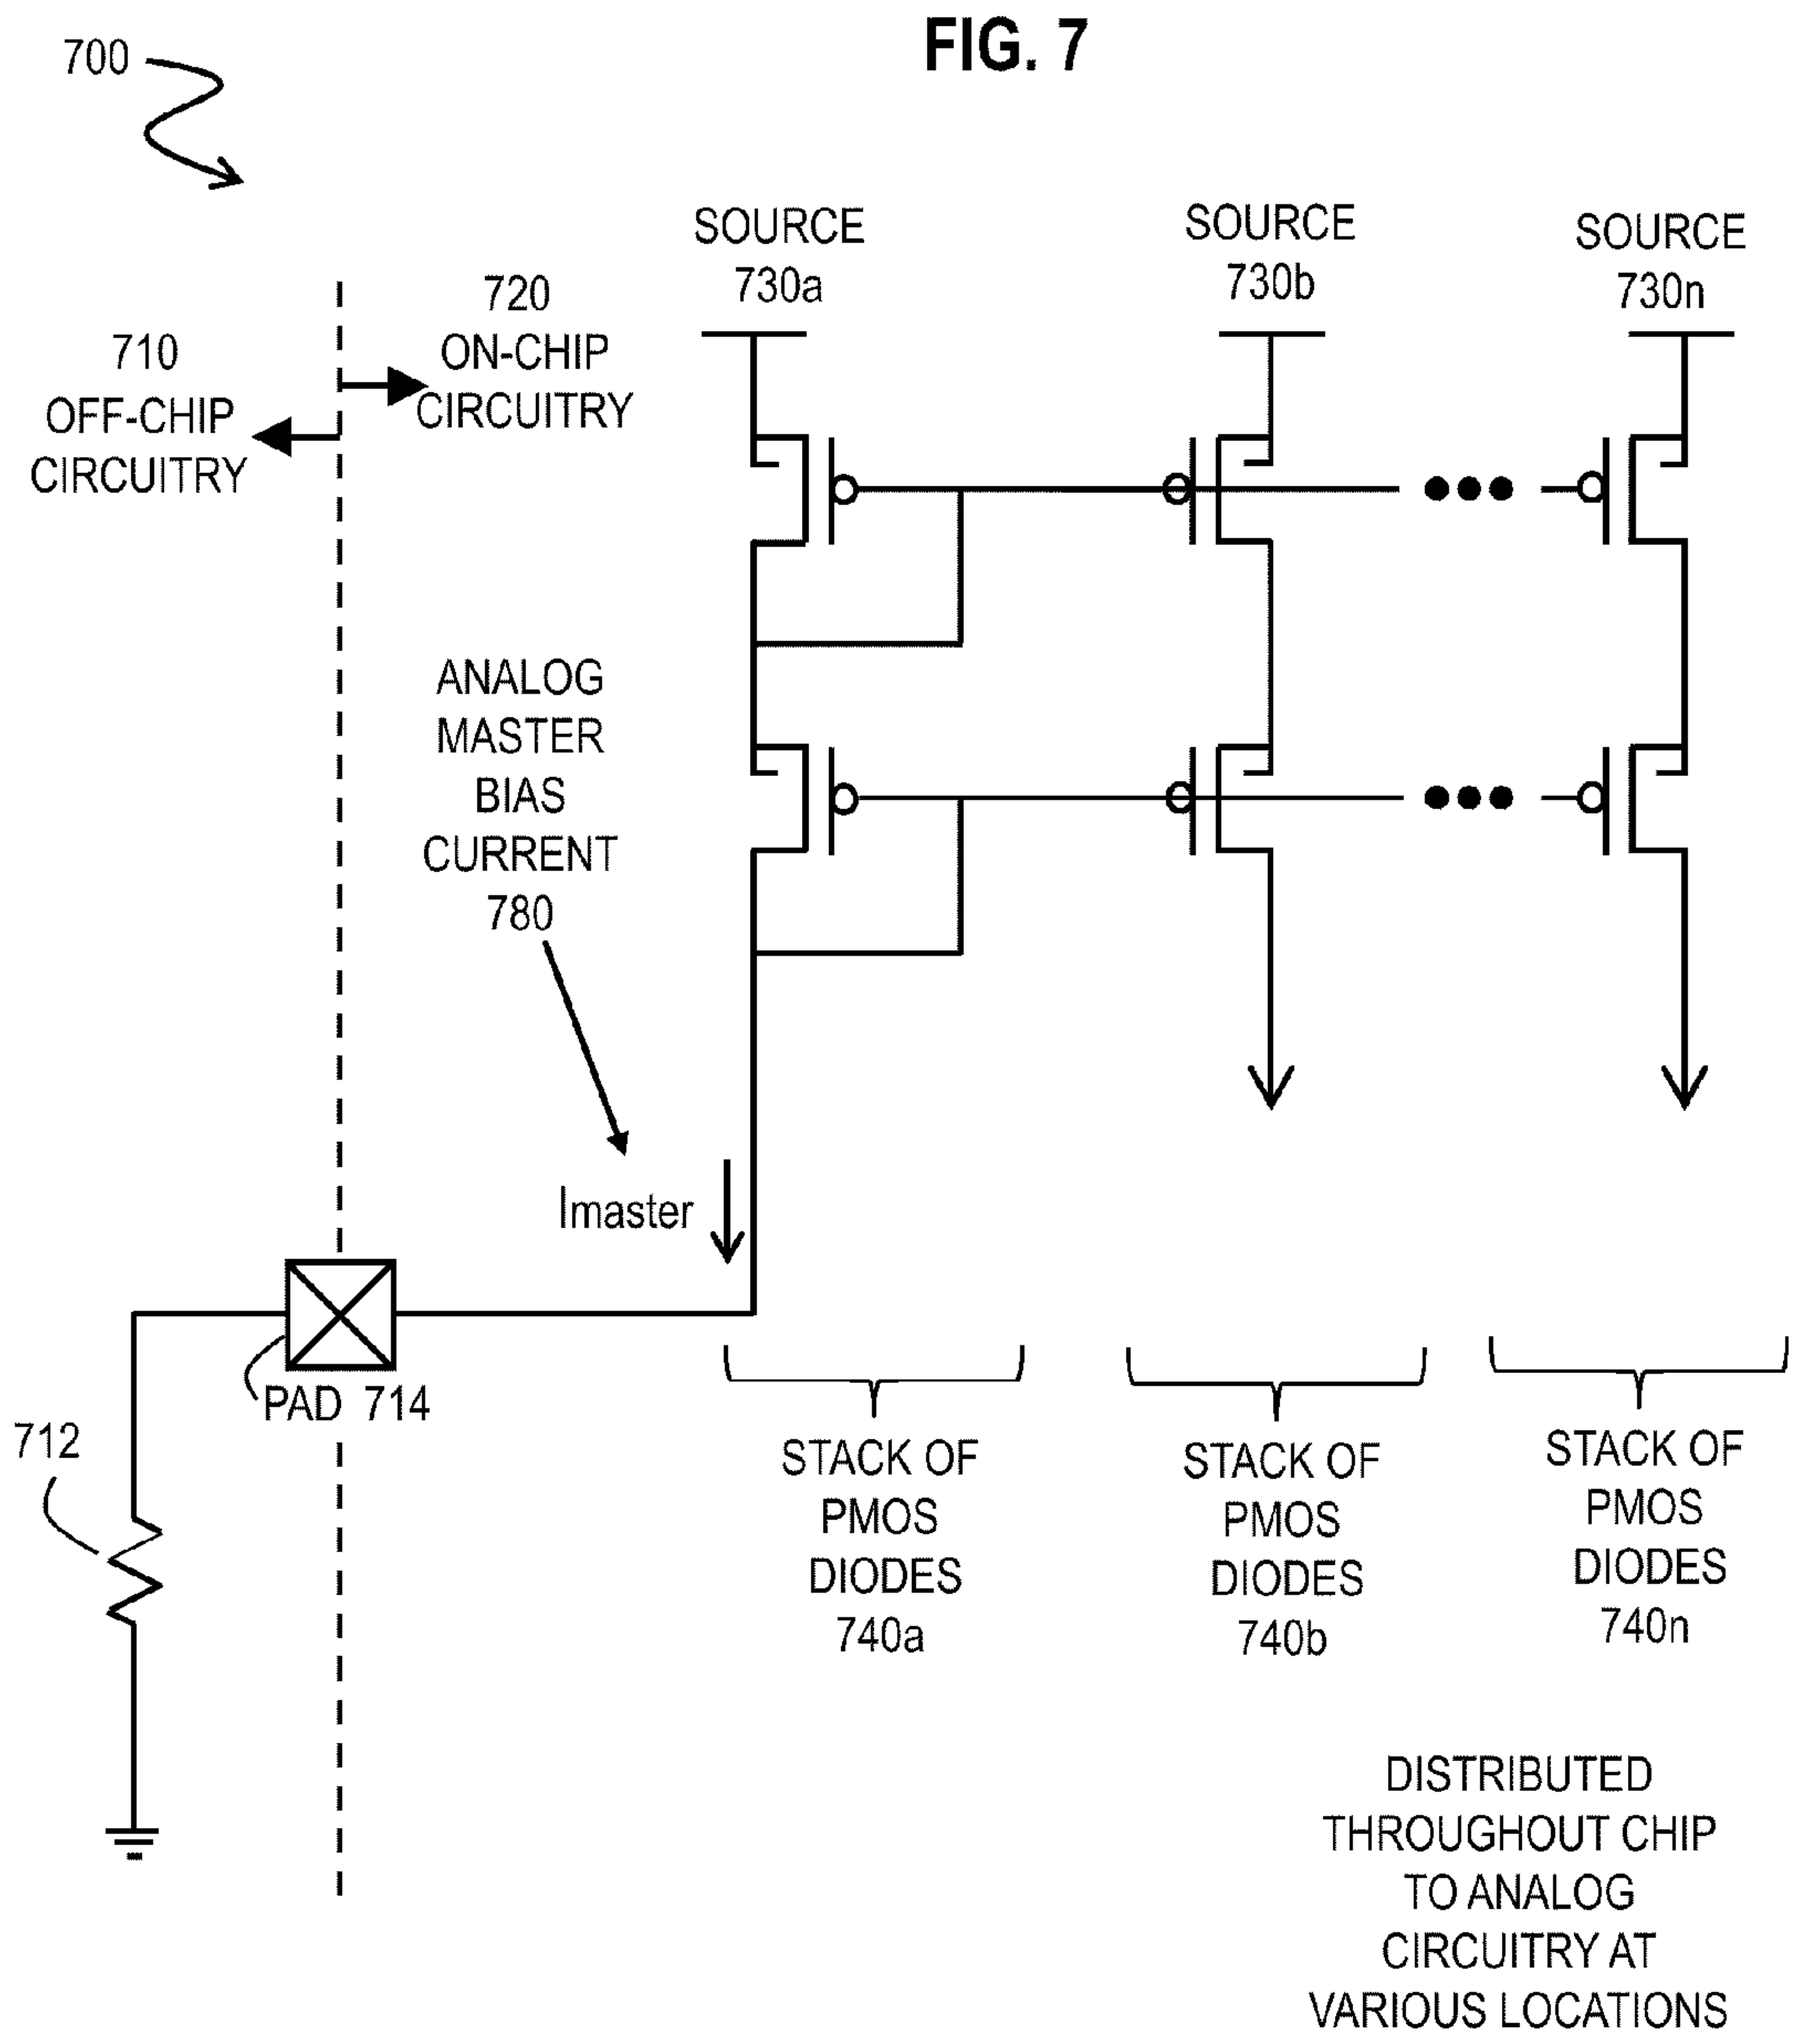 FIG. 7
700
SOURCE
730a
SOURCE
730b
SOURCE
730n
720
ON-CHIP
CIRCUITRY
710
OFF-CHIP
CIRCUITRY
ANALOG
MASTER
BIAS
CURRENT
780
Imaster
PAD 714
712
STACK OF
PMOS
DIODES
740a
STACK OF
PMOS
DIODES
740b
STACK OF
PMOS
DIODES
740n
DISTRIBUTED
THROUGHOUT CHIP
TO ANALOG
CIRCUITRY AT
VARIOUS LOCATIONS